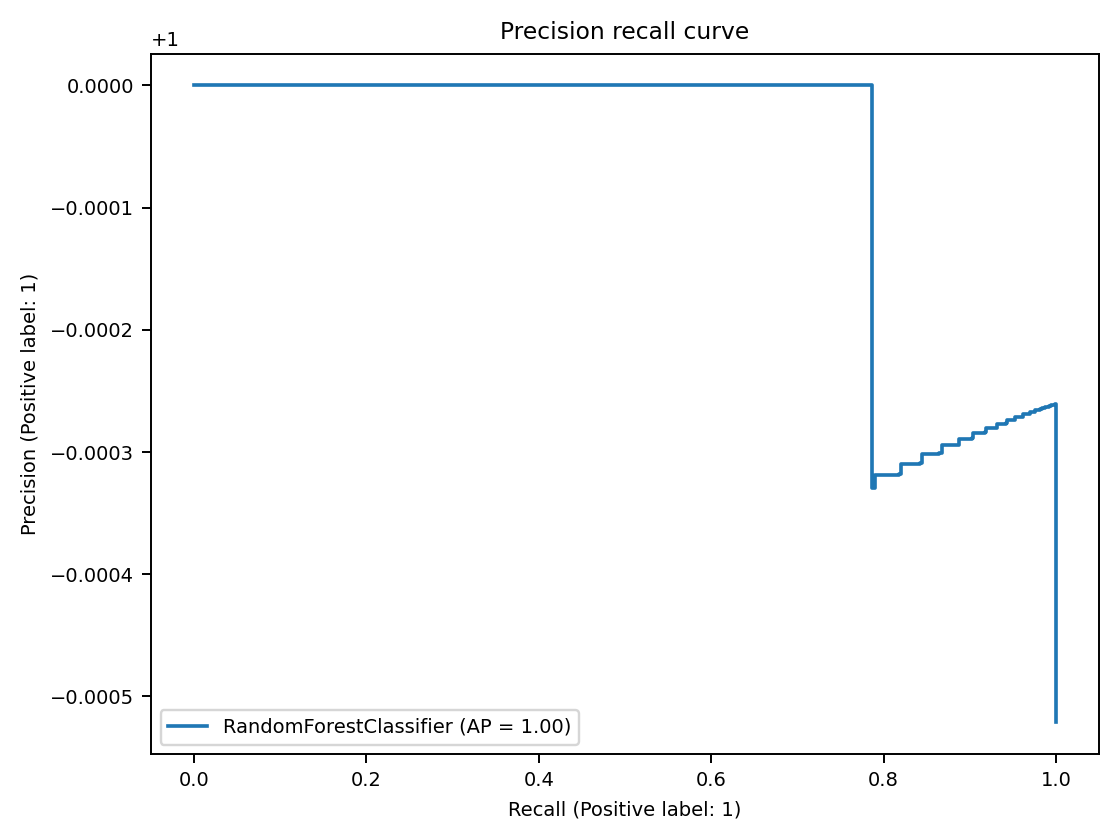 Precision recall curve
+1
0.0000
−0.0001
−0.0002
−0.0003
−0.0004
−0.0005
Precision (Positive label: 1)
RandomForestClassifier (AP = 1.00)
0.0 0.2 0.4 0.6 0.8 1.0
Recall (Positive label: 1)